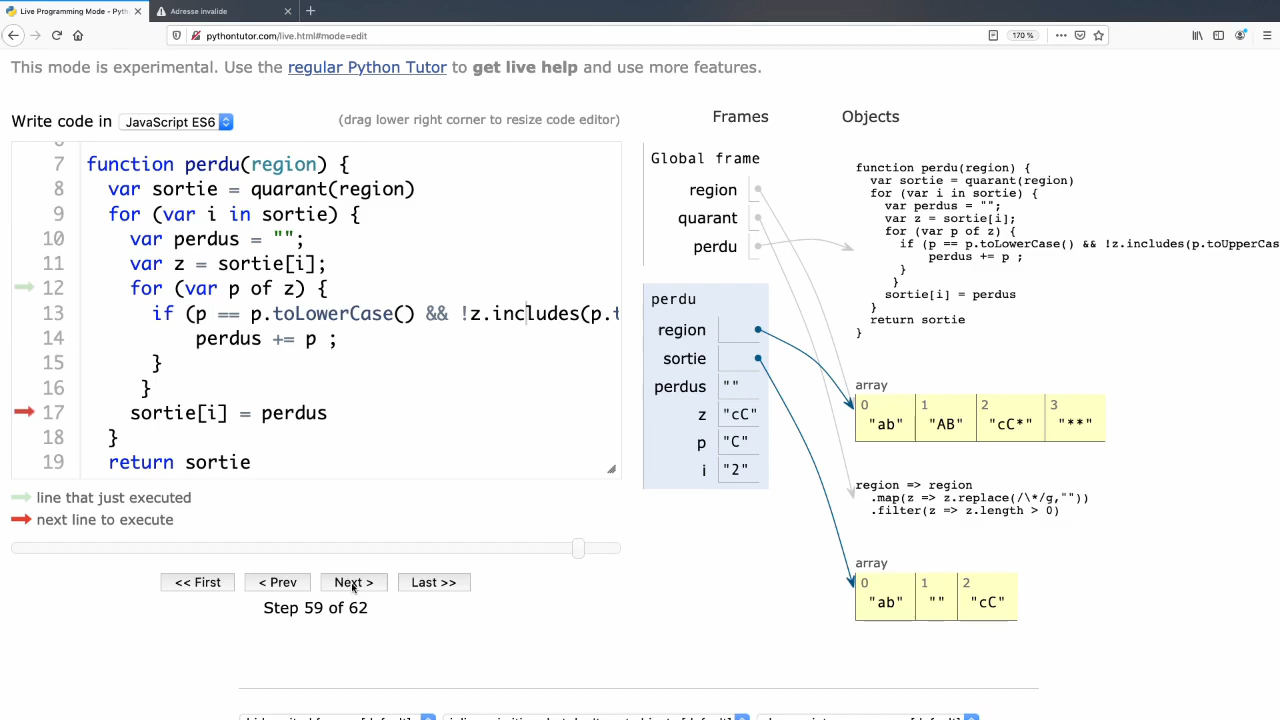 Live Programming Mode - Pyth
Adresse invalide
pythontutor.com/live.html#mode=edit
170 %
This mode is experimental. Use the regular Python Tutor to get live help and use more features.
Write code in JavaScript ES6
(drag lower right corner to resize code editor)
7 function perdu(region) {
8 var sortie = quarant(region)
9 for (var i in sortie) {
10 var perdus = "";
11 var z = sortie[i];
12 for (var p of z) {
13 if (p == p.toLowerCase() && !z.includes(p.t
14 perdus += p ;
15 }
16 }
17 sortie[i] = perdus
18 }
19 return sortie
line that just executed
next line to execute
<< First
< Prev
Next >
Last >>
Step 59 of 62
Frames
Objects
Global frame
region
quarant
perdu
perdu
region
sortie
perdus ""
z "cC"
p "C"
i "2"
function perdu(region) {
var sortie = quarant(region)
for (var i in sortie) {
var perdus = "";
var z = sortie[i];
for (var p of z) {
if (p == p.toLowerCase() && !z.includes(p.toUpperCas
perdus += p ;
}
}
sortie[i] = perdus
}
return sortie
}
array
0 1 2 3
"ab" "AB" "cC*" "**"
region => region
.map(z => z.replace(/\*/g,""))
.filter(z => z.length > 0)
array
0 1 2
"ab" "" "cC"